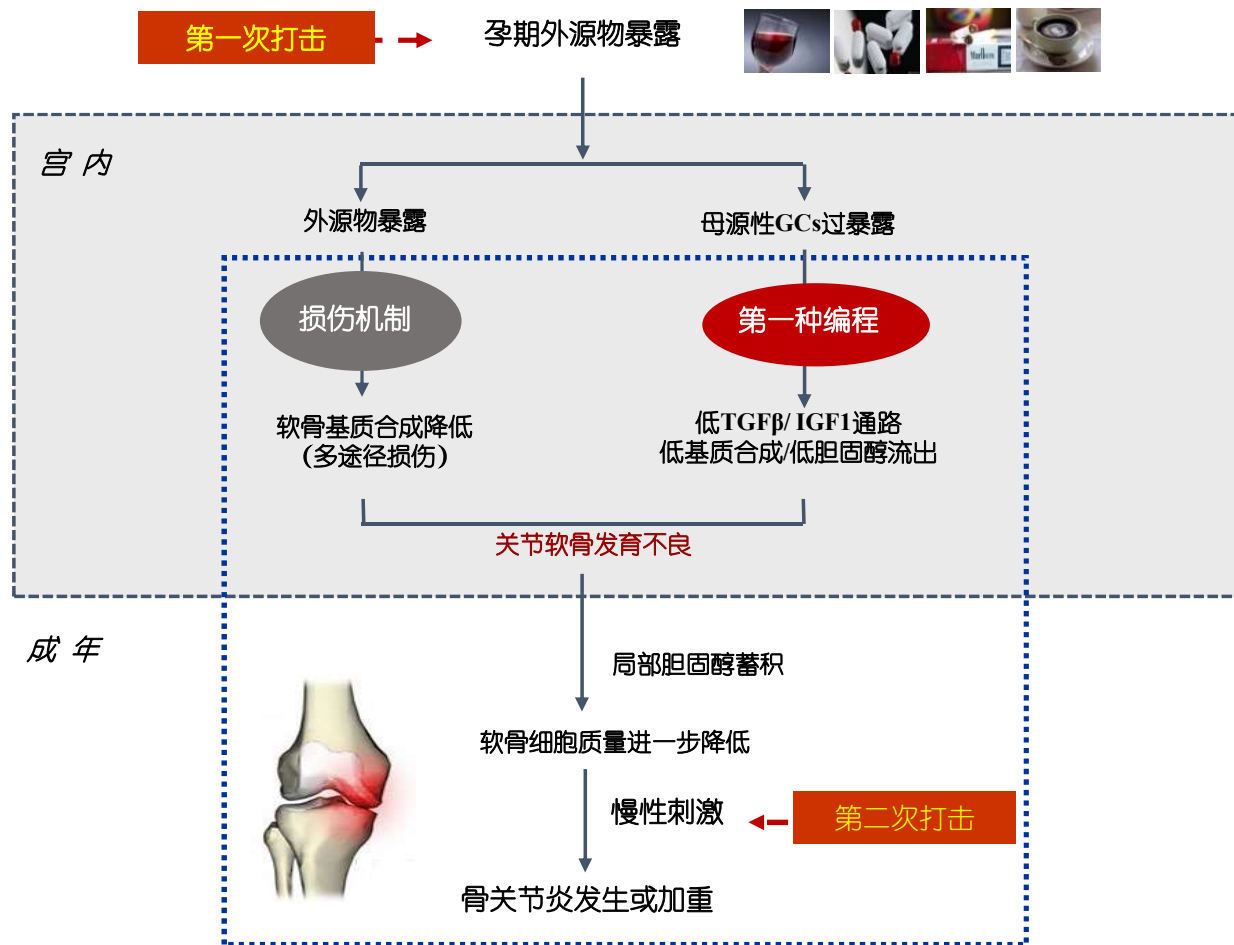 第一次打击
孕期外源物暴露
Marlboro
宫 内
外源物暴露
母源性GCs过暴露
损伤机制
第一种编程
软骨基质合成降低
(多途径损伤)
低TGFβ/ IGF1通路
低基质合成/低胆固醇流出
关节软骨发育不良
成 年
局部胆固醇蓄积
软骨细胞质量进一步降低
慢性刺激
第二次打击
骨关节炎发生或加重